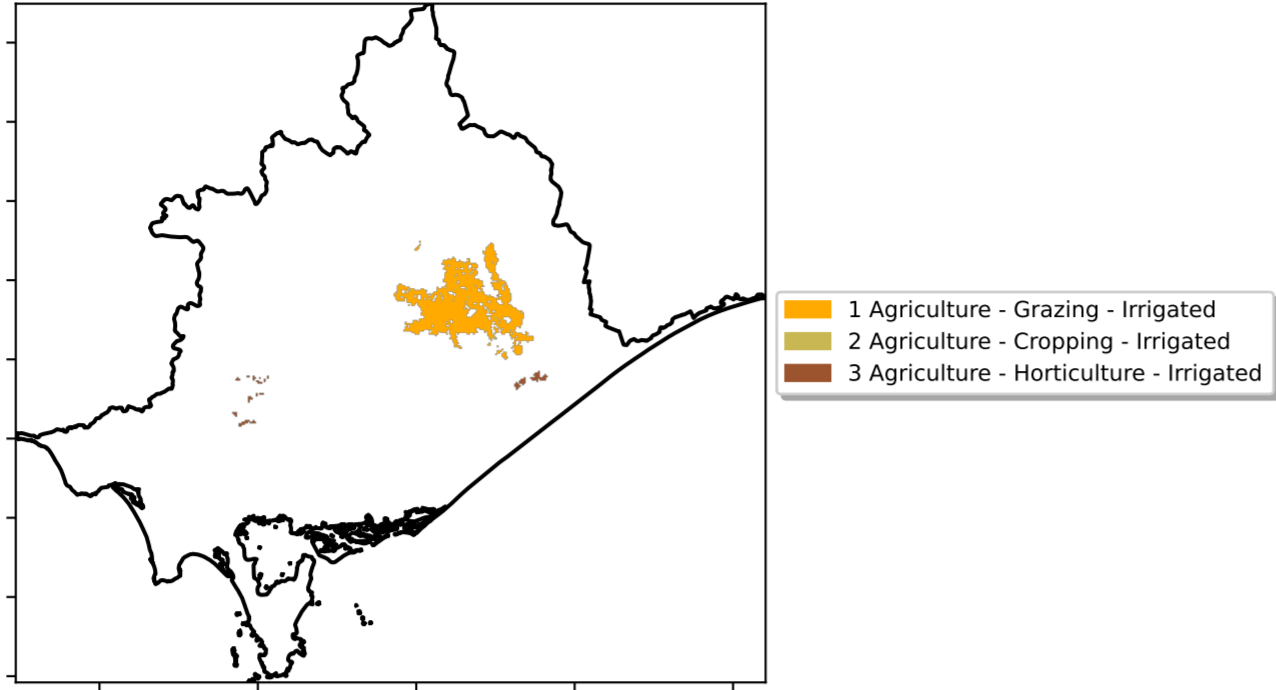 1 Agriculture - Grazing - Irrigated
2 Agriculture - Cropping - Irrigated
3 Agriculture - Horticulture - Irrigated